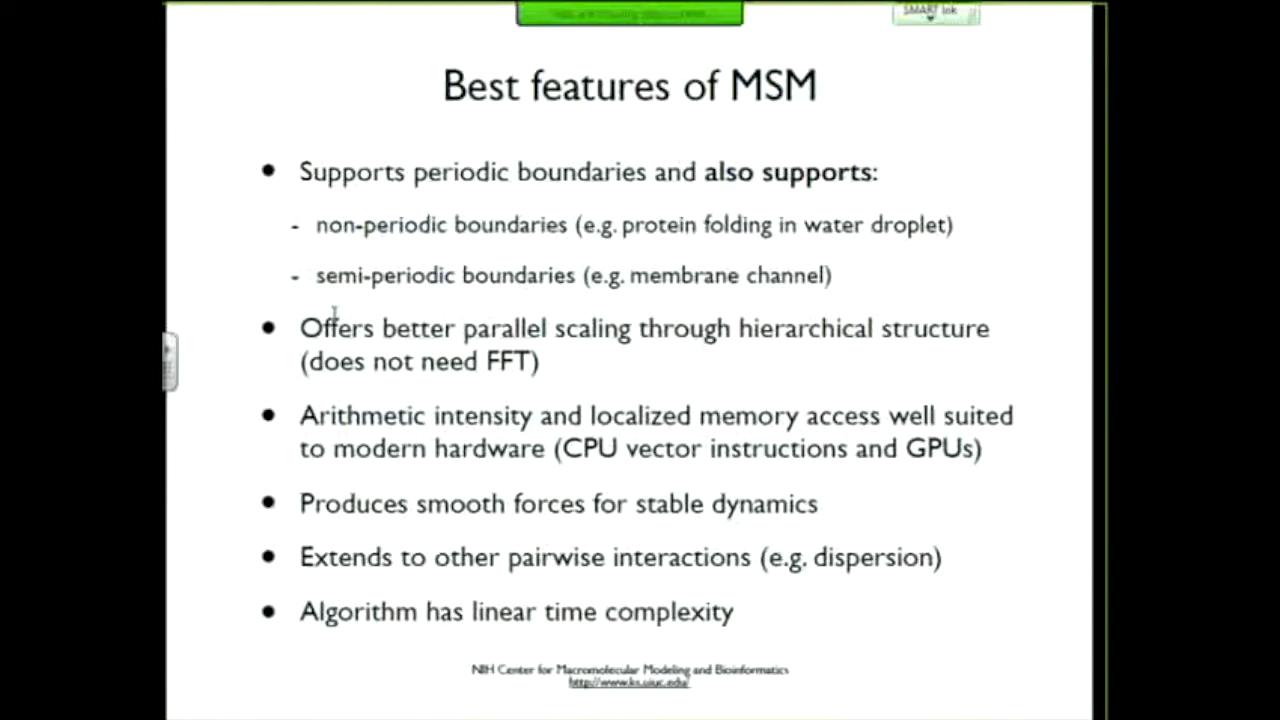 SMART Ink
Best features of MSM
• Supports periodic boundaries and also supports:
- non-periodic boundaries (e.g. protein folding in water droplet)
- semi-periodic boundaries (e.g. membrane channel)
• Offers better parallel scaling through hierarchical structure
(does not need FFT)
• Arithmetic intensity and localized memory access well suited
to modern hardware (CPU vector instructions and GPUs)
• Produces smooth forces for stable dynamics
• Extends to other pairwise interactions (e.g. dispersion)
• Algorithm has linear time complexity
NIH Center for Macromolecular Modeling and Bioinformatics
http://www.ks.uiuc.edu/